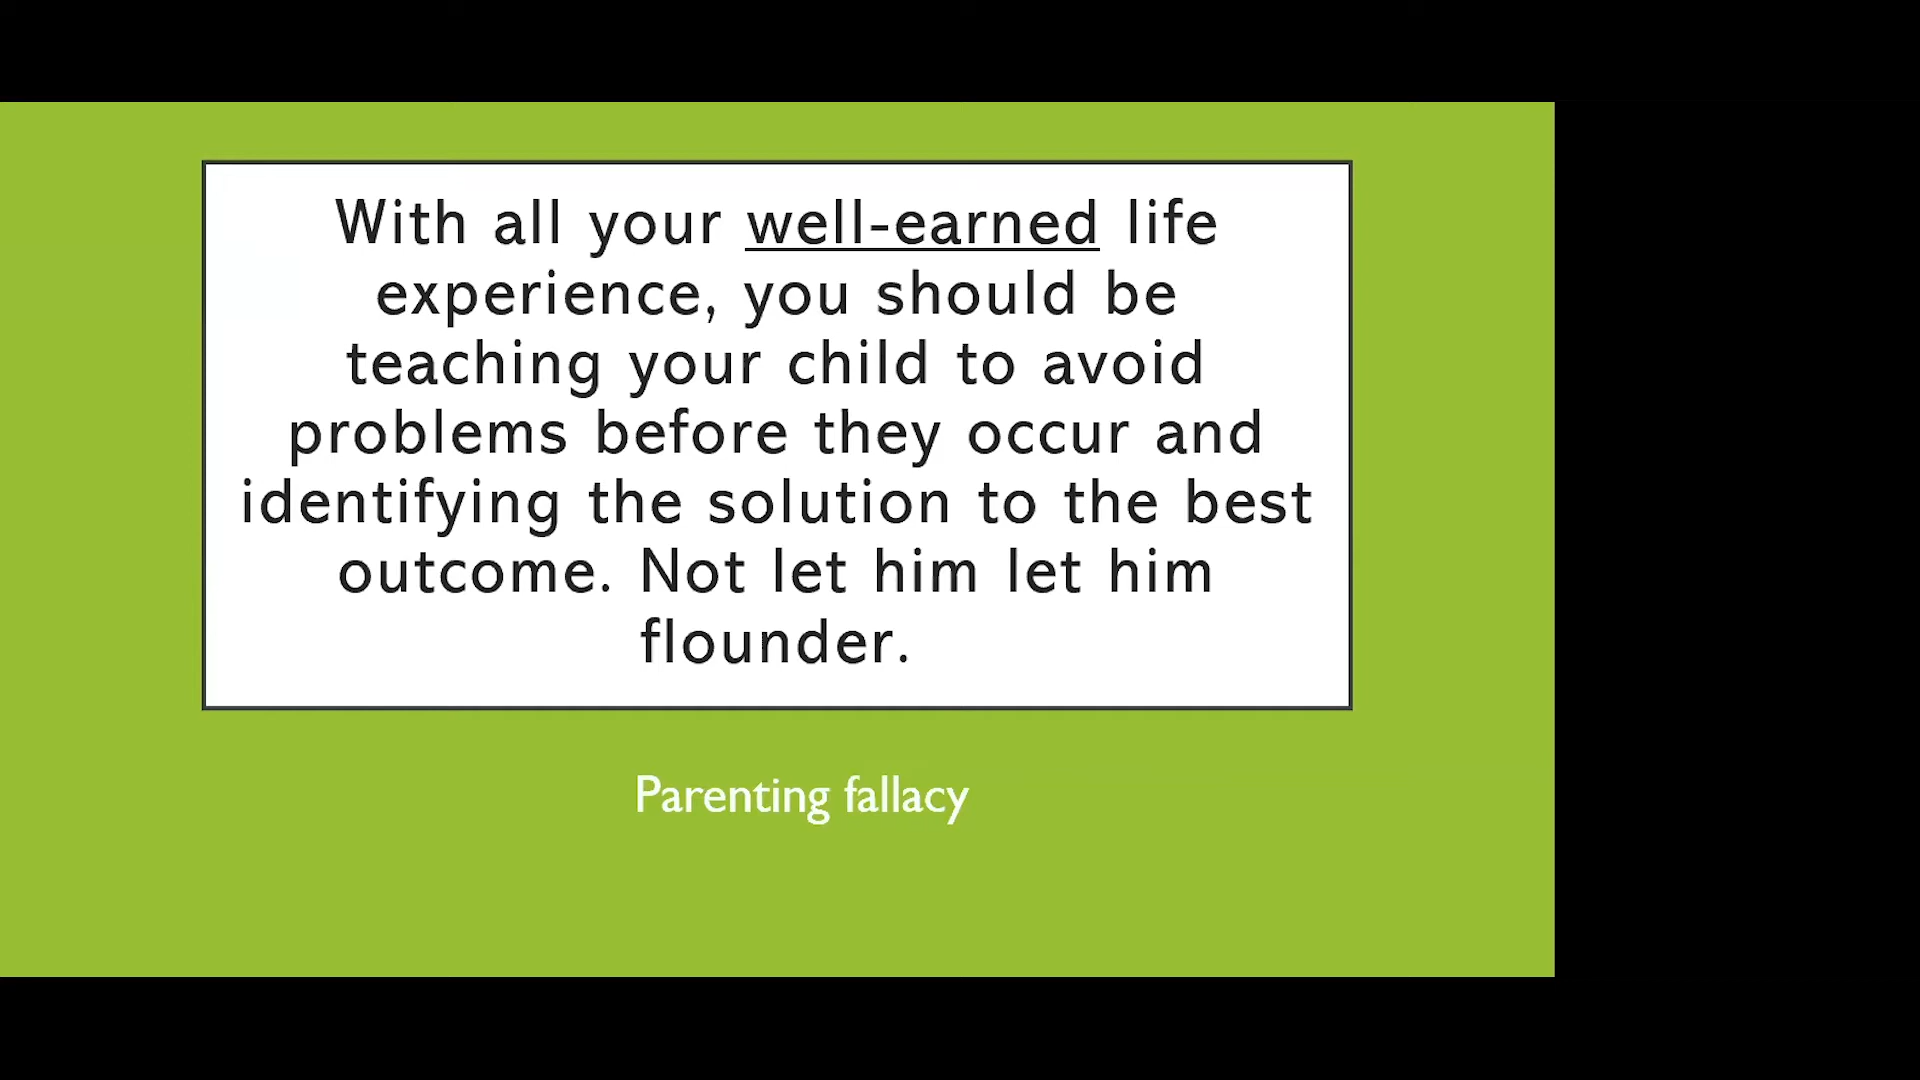 With all your well-earned life
experience, you should be
teaching your child to avoid
problems before they occur and
identifying the solution to the best
outcome. Not let him let him
flounder.
Parenting fallacy